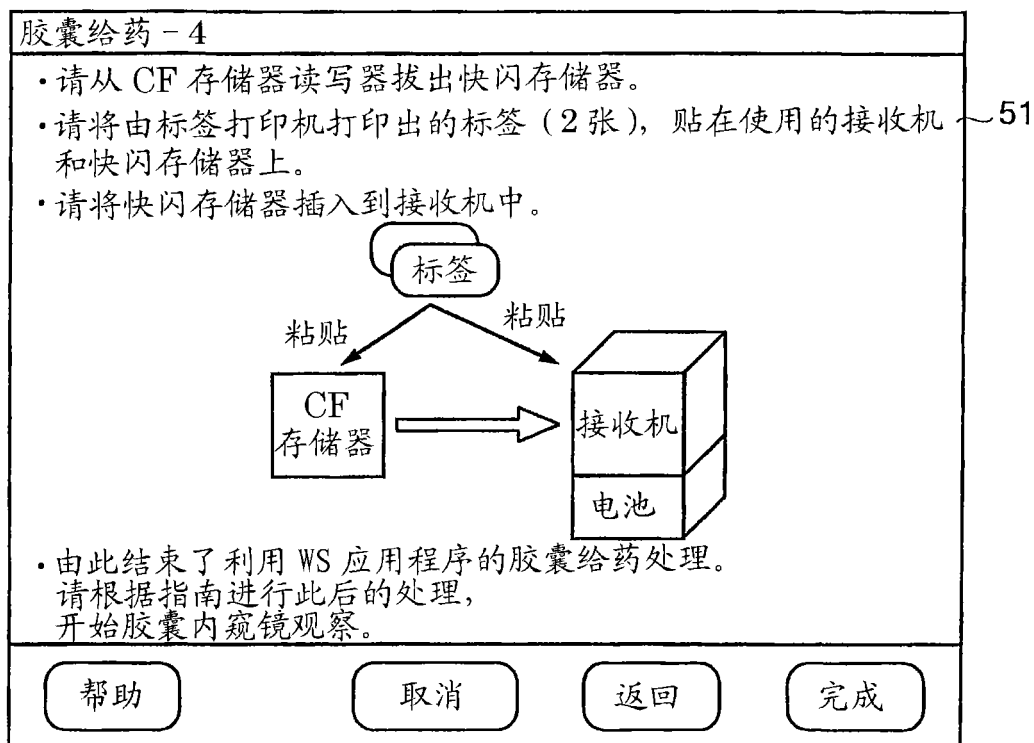 胶囊给药－4
·请从 CF 存储器读写器拔出快闪存储器。
·请将由标签打印机打印出的标签（2张），贴在使用的接收机
和快闪存储器上。
·请将快闪存储器插入到接收机中。
51
标签
粘贴
粘贴
CF
存储器
接收机
电池
·由此结束了利用 WS 应用程序的胶囊给药处理。
请根据指南进行此后的处理，
开始胶囊内窥镜观察。
帮助
取消
返回
完成